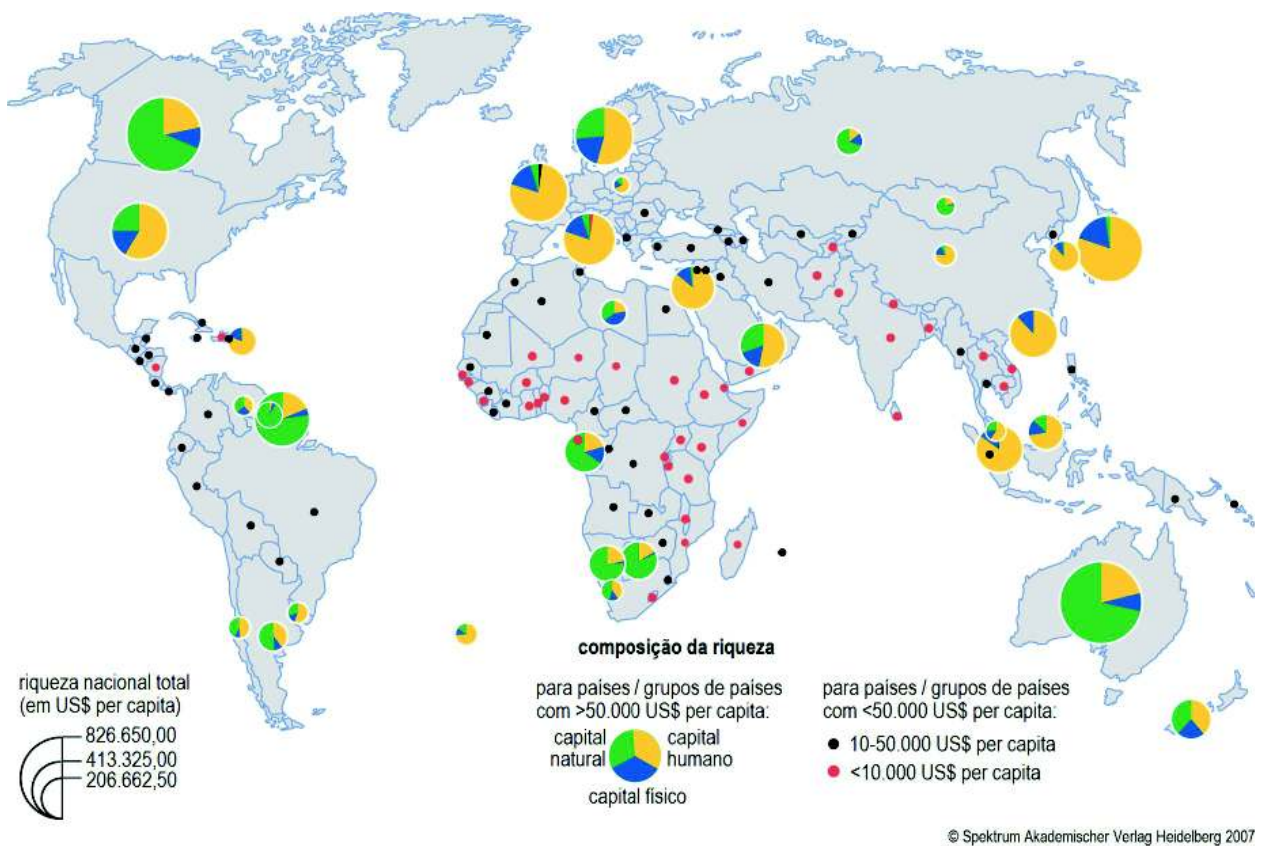 riqueza nacional total
(em US$ per capita)
826.650,00
413.325,00
206.662,50
composição da riqueza
para países / grupos de países
com >50.000 US$ per capita:
capital
natural
capital
humano
capital físico
para países / grupos de países
com <50.000 US$ per capita:
10-50.000 US$ per capita
<10.000 US$ per capita
© Spektrum Akademischer Verlag Heidelberg 2007